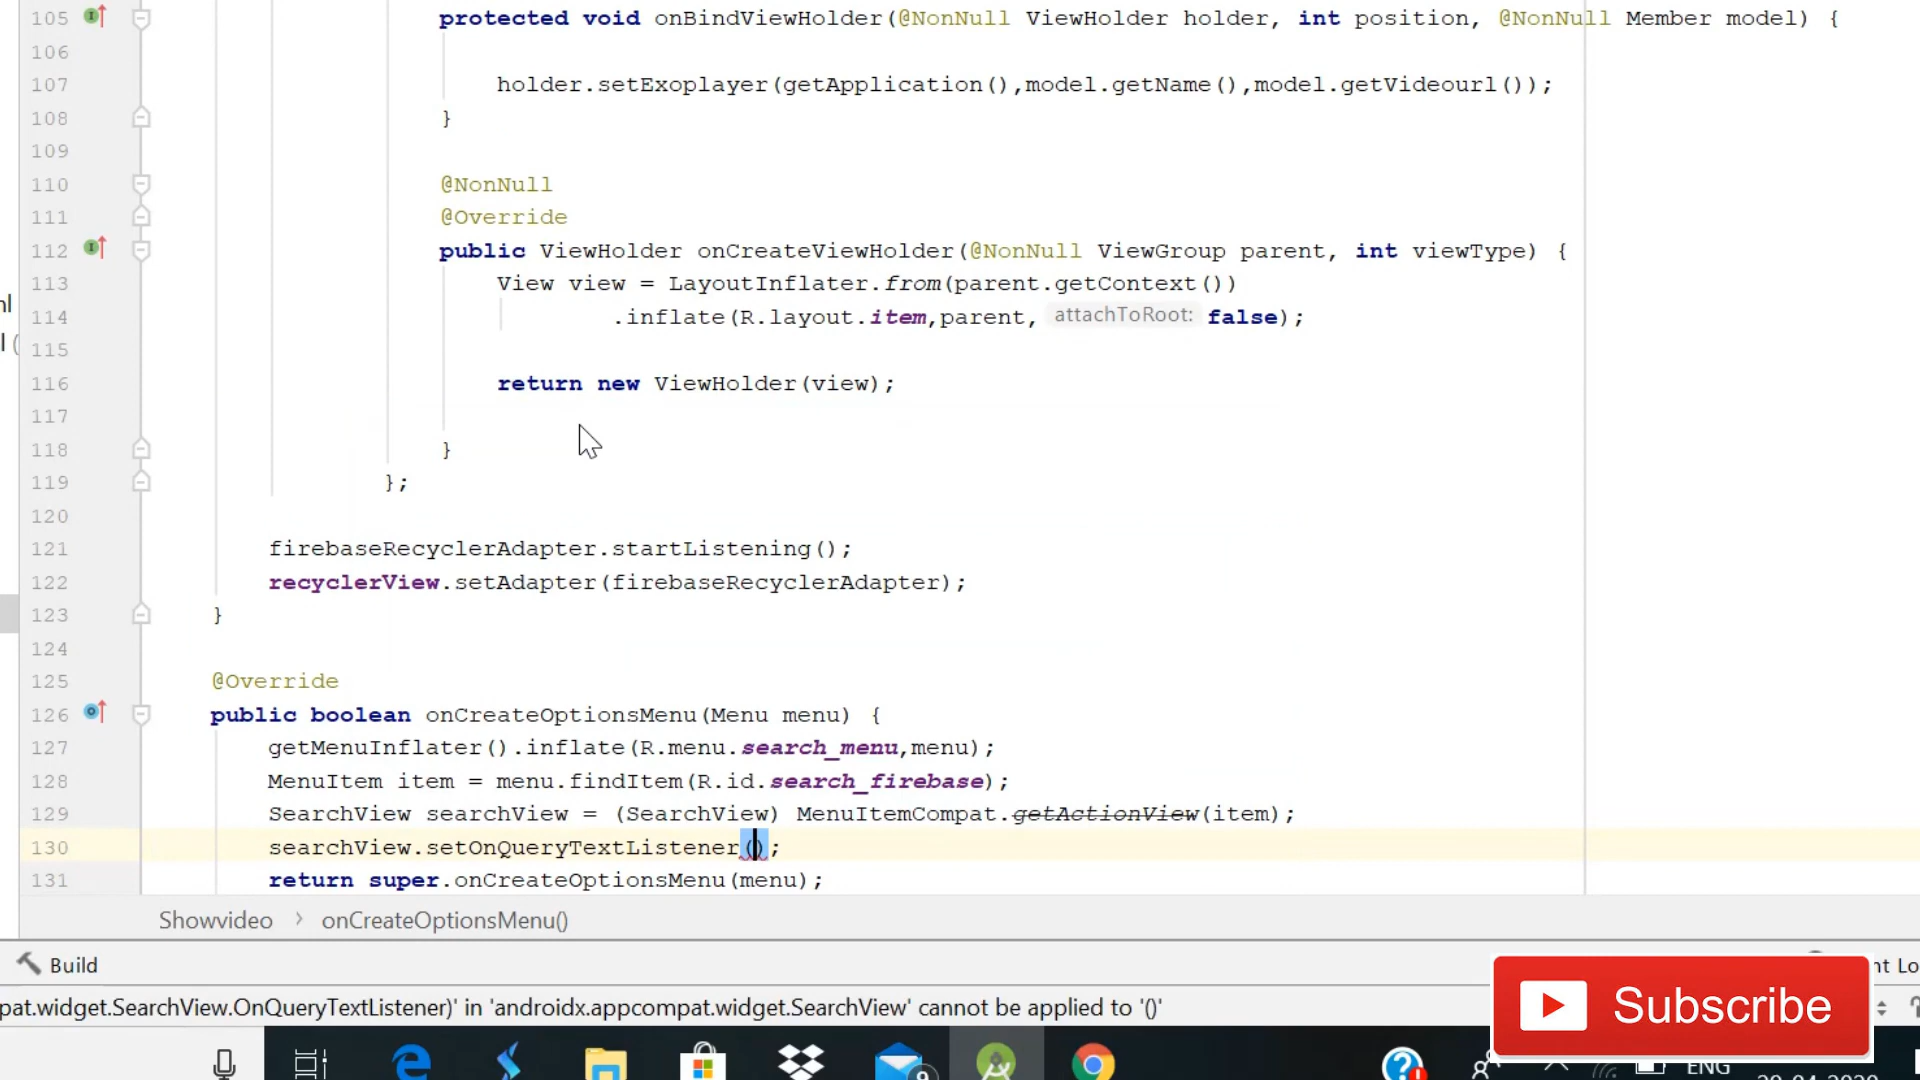 105 protected void onBindViewHolder(@NonNull ViewHolder holder, int position, @NonNull Member model) {
106
107 holder.setExoplayer(getApplication(),model.getName(),model.getVideourl());
108 }
109
110 @NonNull
111 @Override
112 public ViewHolder onCreateViewHolder(@NonNull ViewGroup parent, int viewType) {
113 View view = LayoutInflater.from(parent.getContext())
114 .inflate(R.layout.item,parent, attachToRoot: false);
115
116 return new ViewHolder(view);
117
118 }
119 };
120
121 firebaseRecyclerAdapter.startListening();
122 recyclerView.setAdapter(firebaseRecyclerAdapter);
123 }
124
125 @Override
126 public boolean onCreateOptionsMenu(Menu menu) {
127 getMenuInflater().inflate(R.menu.search_menu,menu);
128 MenuItem item = menu.findItem(R.id.search_firebase);
129 SearchView searchView = (SearchView) MenuItemCompat.getActionView(item);
130 searchView.setOnQueryTextListener();
131 return super.onCreateOptionsMenu(menu);
Showvideo > onCreateOptionsMenu()
Build
pat.widget.SearchView.OnQueryTextListener)' in 'androidx.appcompat.widget.SearchView' cannot be applied to '()'
Subscribe
ENG